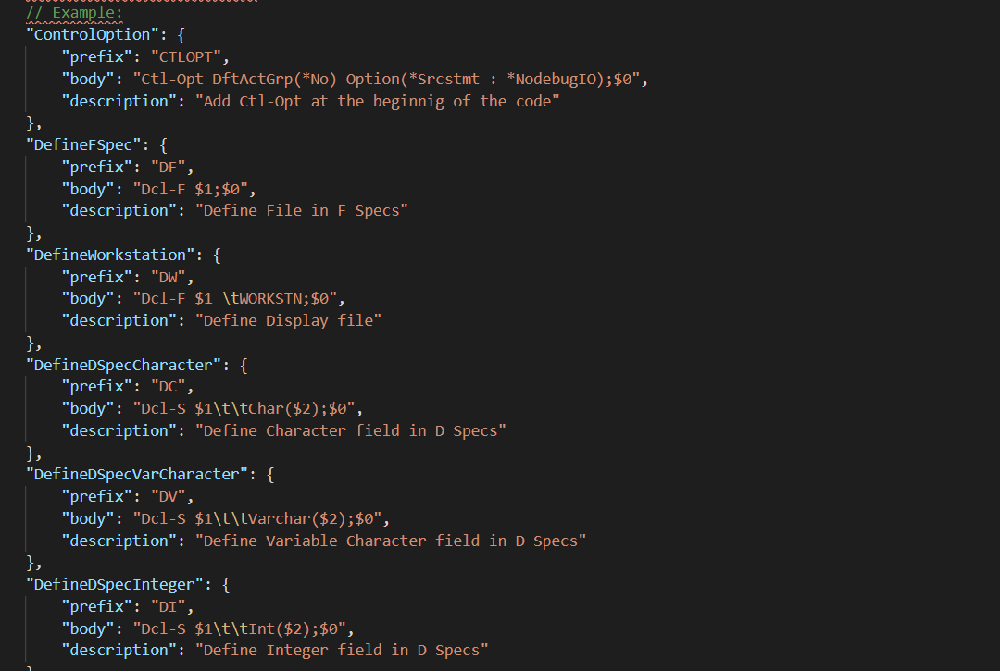 // Example:
"ControlOption": {
"prefix": "CTLOPT",
"body": "Ctl-Opt DftActGrp(*No) Option(*Srcstmt : *NodebugIO);$0",
"description": "Add Ctl-Opt at the beginnig of the code"
},
"DefineFSpec": {
"prefix": "DF",
"body": "Dcl-F $1;$0",
"description": "Define File in F Specs"
},
"DefineWorkstation": {
"prefix": "DW",
"body": "Dcl-F $1 \tWORKSTN;$0",
"description": "Define Display file"
},
"DefineDSpecCharacter": {
"prefix": "DC",
"body": "Dcl-S $1\t\tChar($2);$0",
"description": "Define Character field in D Specs"
},
"DefineDSpecVarCharacter": {
"prefix": "DV",
"body": "Dcl-S $1\t\tVarchar($2);$0",
"description": "Define Variable Character field in D Specs"
},
"DefineDSpecInteger": {
"prefix": "DI",
"body": "Dcl-S $1\t\tInt($2);$0",
"description": "Define Integer field in D Specs"